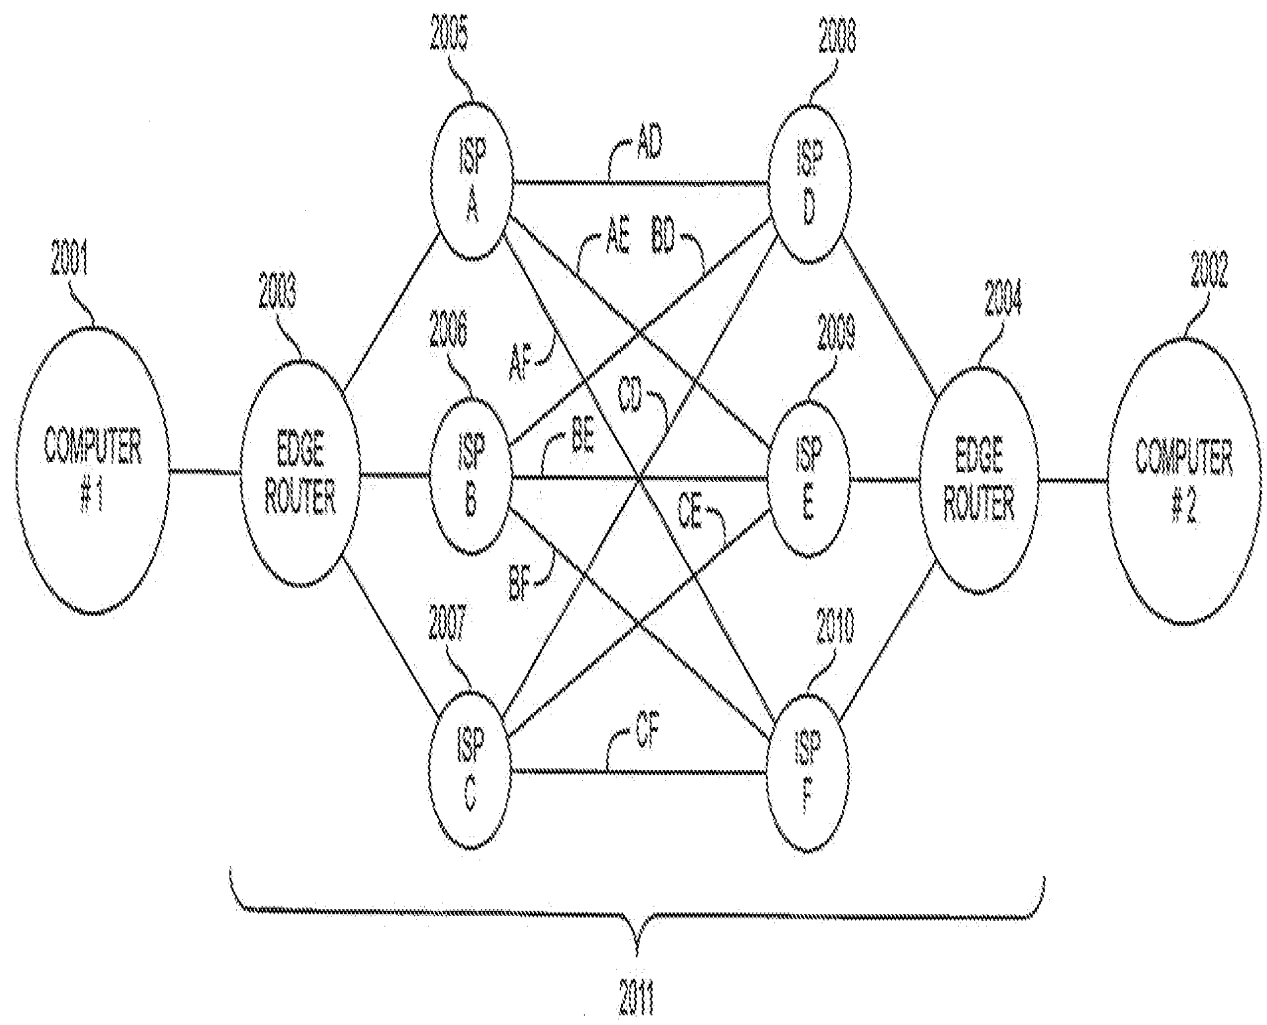 2005
2008
ISP
A
AD
ISP
D
AE
BD
2001
2003
2006
AF
2009
2004
2002
CD
COMPUTER
# 1
EDGE
ROUTER
ISP
B
BE
ISP
E
EDGE
ROUTER
COMPUTER
# 2
CE
BF
2007
2010
ISP
C
CF
ISP
F
2011